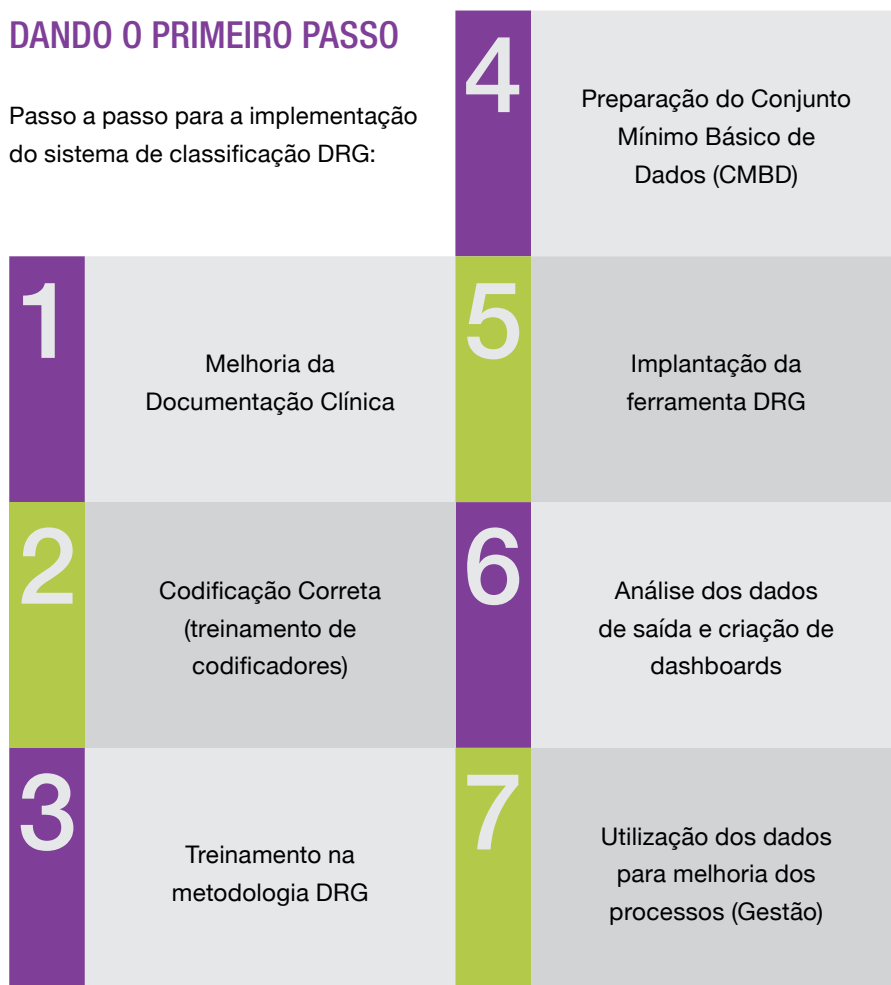 DANDO O PRIMEIRO PASSO
Passo a passo para a implementação
do sistema de classificação DRG:
1
Melhoria da
Documentação Clínica
2
Codificação Correta
(treinamento de
codificadores)
3
Treinamento na
metodologia DRG
4
Preparação do Conjunto
Mínimo Básico de
Dados (CMBD)
5
Implantação da
ferramenta DRG
6
Análise dos dados
de saída e criação de
dashboards
7
Utilização dos dados
para melhoria dos
processos (Gestão)